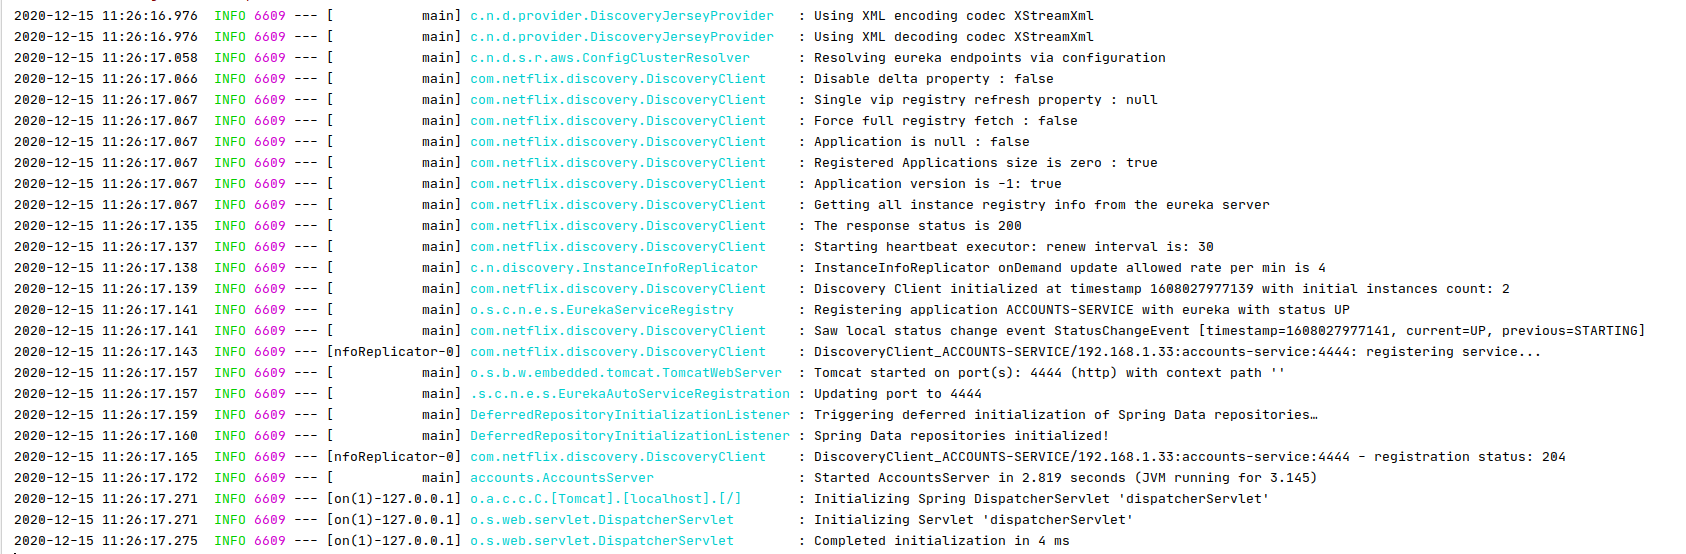 2020-12-15 11:26:16.976  INFO 6609 --- [           main] c.n.d.provider.DiscoveryJerseyProvider   : Using XML encoding codec XStreamXml
2020-12-15 11:26:16.976  INFO 6609 --- [           main] c.n.d.provider.DiscoveryJerseyProvider   : Using XML decoding codec XStreamXml
2020-12-15 11:26:17.058  INFO 6609 --- [           main] c.n.d.s.r.aws.ConfigClusterResolver      : Resolving eureka endpoints via configuration
2020-12-15 11:26:17.066  INFO 6609 --- [           main] com.netflix.discovery.DiscoveryClient    : Disable delta property : false
2020-12-15 11:26:17.067  INFO 6609 --- [           main] com.netflix.discovery.DiscoveryClient    : Single vip registry refresh property : null
2020-12-15 11:26:17.067  INFO 6609 --- [           main] com.netflix.discovery.DiscoveryClient    : Force full registry fetch : false
2020-12-15 11:26:17.067  INFO 6609 --- [           main] com.netflix.discovery.DiscoveryClient    : Application is null : false
2020-12-15 11:26:17.067  INFO 6609 --- [           main] com.netflix.discovery.DiscoveryClient    : Registered Applications size is zero : true
2020-12-15 11:26:17.067  INFO 6609 --- [           main] com.netflix.discovery.DiscoveryClient    : Application version is -1: true
2020-12-15 11:26:17.067  INFO 6609 --- [           main] com.netflix.discovery.DiscoveryClient    : Getting all instance registry info from the eureka server
2020-12-15 11:26:17.135  INFO 6609 --- [           main] com.netflix.discovery.DiscoveryClient    : The response status is 200
2020-12-15 11:26:17.137  INFO 6609 --- [           main] com.netflix.discovery.DiscoveryClient    : Starting heartbeat executor: renew interval is: 30
2020-12-15 11:26:17.138  INFO 6609 --- [           main] c.n.discovery.InstanceInfoReplicator     : InstanceInfoReplicator onDemand update allowed rate per min is 4
2020-12-15 11:26:17.139  INFO 6609 --- [           main] com.netflix.discovery.DiscoveryClient    : Discovery Client initialized at timestamp 1608027977139 with initial instances count: 2
2020-12-15 11:26:17.141  INFO 6609 --- [           main] o.s.c.n.e.s.EurekaServiceRegistry        : Registering application ACCOUNTS-SERVICE with eureka with status UP
2020-12-15 11:26:17.141  INFO 6609 --- [           main] com.netflix.discovery.DiscoveryClient    : Saw local status change event StatusChangeEvent [timestamp=1608027977141, current=UP, previous=STARTING]
2020-12-15 11:26:17.143  INFO 6609 --- [nfoReplicator-0] com.netflix.discovery.DiscoveryClient    : DiscoveryClient_ACCOUNTS-SERVICE/192.168.1.33:accounts-service:4444: registering service...
2020-12-15 11:26:17.157  INFO 6609 --- [           main] o.s.b.w.embedded.tomcat.TomcatWebServer  : Tomcat started on port(s): 4444 (http) with context path ''
2020-12-15 11:26:17.157  INFO 6609 --- [           main] .s.c.n.e.s.EurekaAutoServiceRegistration : Updating port to 4444
2020-12-15 11:26:17.159  INFO 6609 --- [           main] DeferredRepositoryInitializationListener : Triggering deferred initialization of Spring Data repositories…
2020-12-15 11:26:17.160  INFO 6609 --- [           main] DeferredRepositoryInitializationListener : Spring Data repositories initialized!
2020-12-15 11:26:17.165  INFO 6609 --- [nfoReplicator-0] com.netflix.discovery.DiscoveryClient    : DiscoveryClient_ACCOUNTS-SERVICE/192.168.1.33:accounts-service:4444 - registration status: 204
2020-12-15 11:26:17.172  INFO 6609 --- [           main] accounts.AccountsServer                  : Started AccountsServer in 2.819 seconds (JVM running for 3.145)
2020-12-15 11:26:17.271  INFO 6609 --- [on(1)-127.0.0.1] o.a.c.c.C.[Tomcat].[localhost].[/]       : Initializing Spring DispatcherServlet 'dispatcherServlet'
2020-12-15 11:26:17.271  INFO 6609 --- [on(1)-127.0.0.1] o.s.web.servlet.DispatcherServlet        : Initializing Servlet 'dispatcherServlet'
2020-12-15 11:26:17.275  INFO 6609 --- [on(1)-127.0.0.1] o.s.web.servlet.DispatcherServlet        : Completed initialization in 4 ms